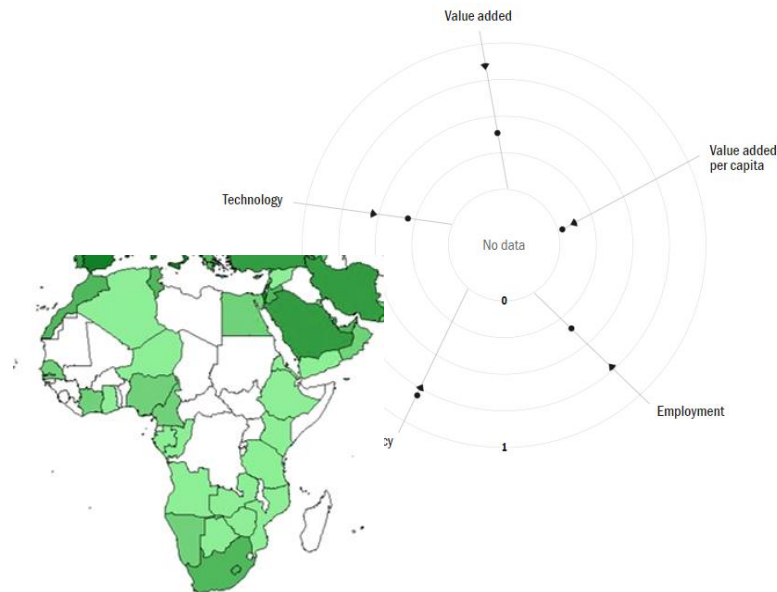 Value added
Value added
per capita
Technology
No data
0
Employment
cy
1